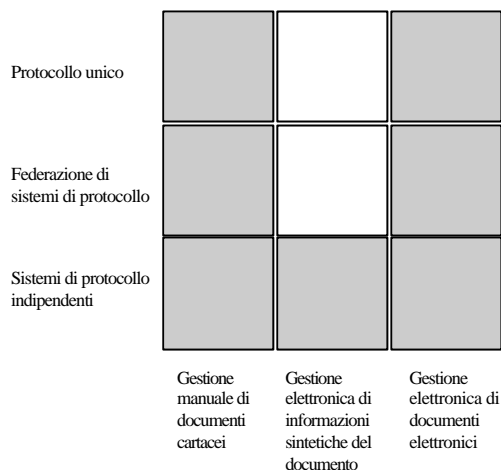 Protocollo unico
Federazione di
sistemi di protocollo
Sistemi di protocollo
indipendenti
Gestione
manuale di
documenti
cartacei
Gestione
elettronica di
informazioni
sintetiche del
documento
Gestione
elettronica di
documenti
elettronici